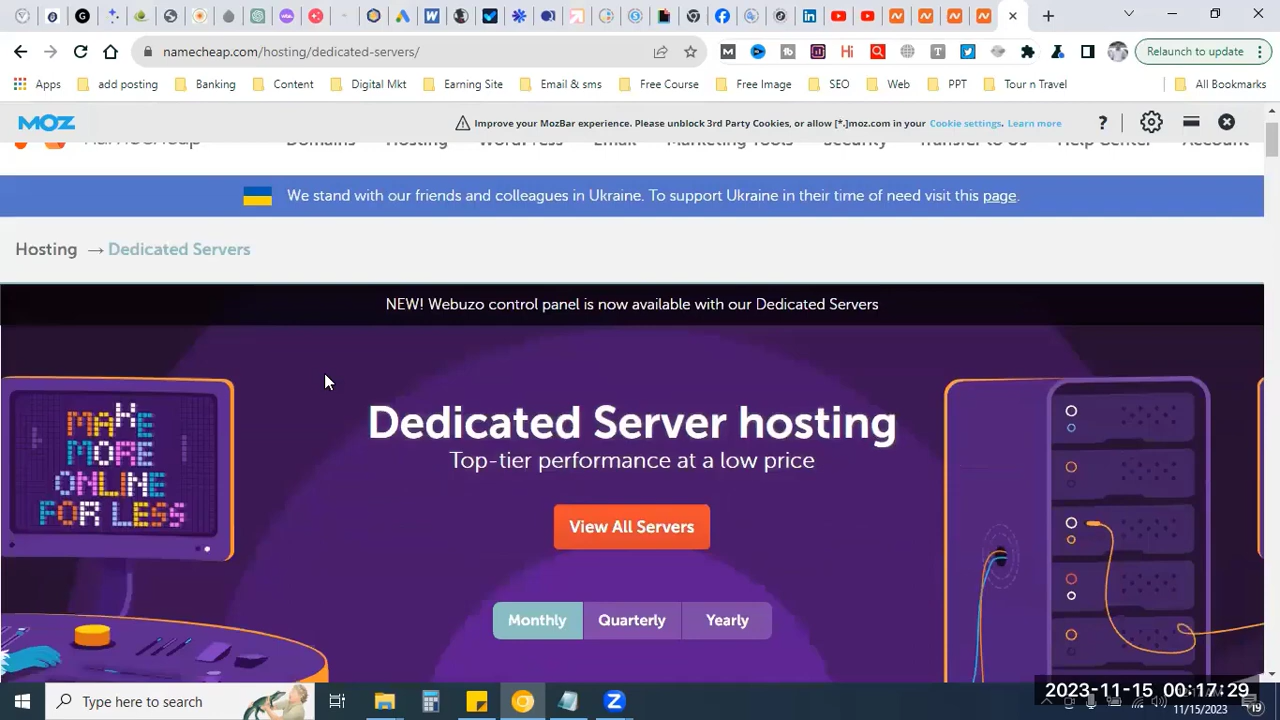 namecheap.com/hosting/dedicated-servers/
Relaunch to update
Apps
add posting
Banking
Content
Digital Mkt
Earning Site
Email & sms
Free Course
Free Image
SEO
Web
PPT
Tour n Travel
All Bookmarks
MOZ
Improve your MozBar experience. Please unblock 3rd Party Cookies, or allow [*.]moz.com in your Cookie settings. Learn more
Domains Hosting WordPress Email Marketing Tools Security Transfer to Us Help Center Account
We stand with our friends and colleagues in Ukraine. To support Ukraine in their time of need visit this page.
Hosting → Dedicated Servers
NEW! Webuzo control panel is now available with our Dedicated Servers
MAKE
MORE
ONLINE
FOR LESS
Dedicated Server hosting
Top-tier performance at a low price
View All Servers
Monthly Quarterly Yearly
Type here to search
2023-11-15 00:17:29
11/15/2023